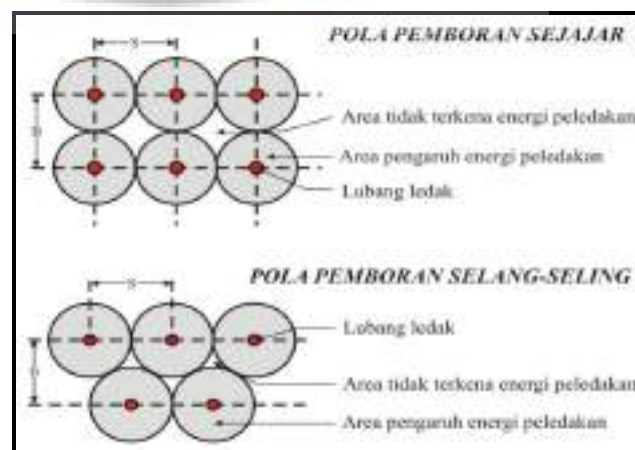 POLA PEMBORAN SEJAJAR
S
B
Area tidak terkena energi peledakan
Area pengaruh energi peledakan
Lubang ledak
POLA PEMBORAN SELANG-SELING
S
B
Lubang ledak
Area tidak terkena energi peledakan
Area pengaruh energi peledakan